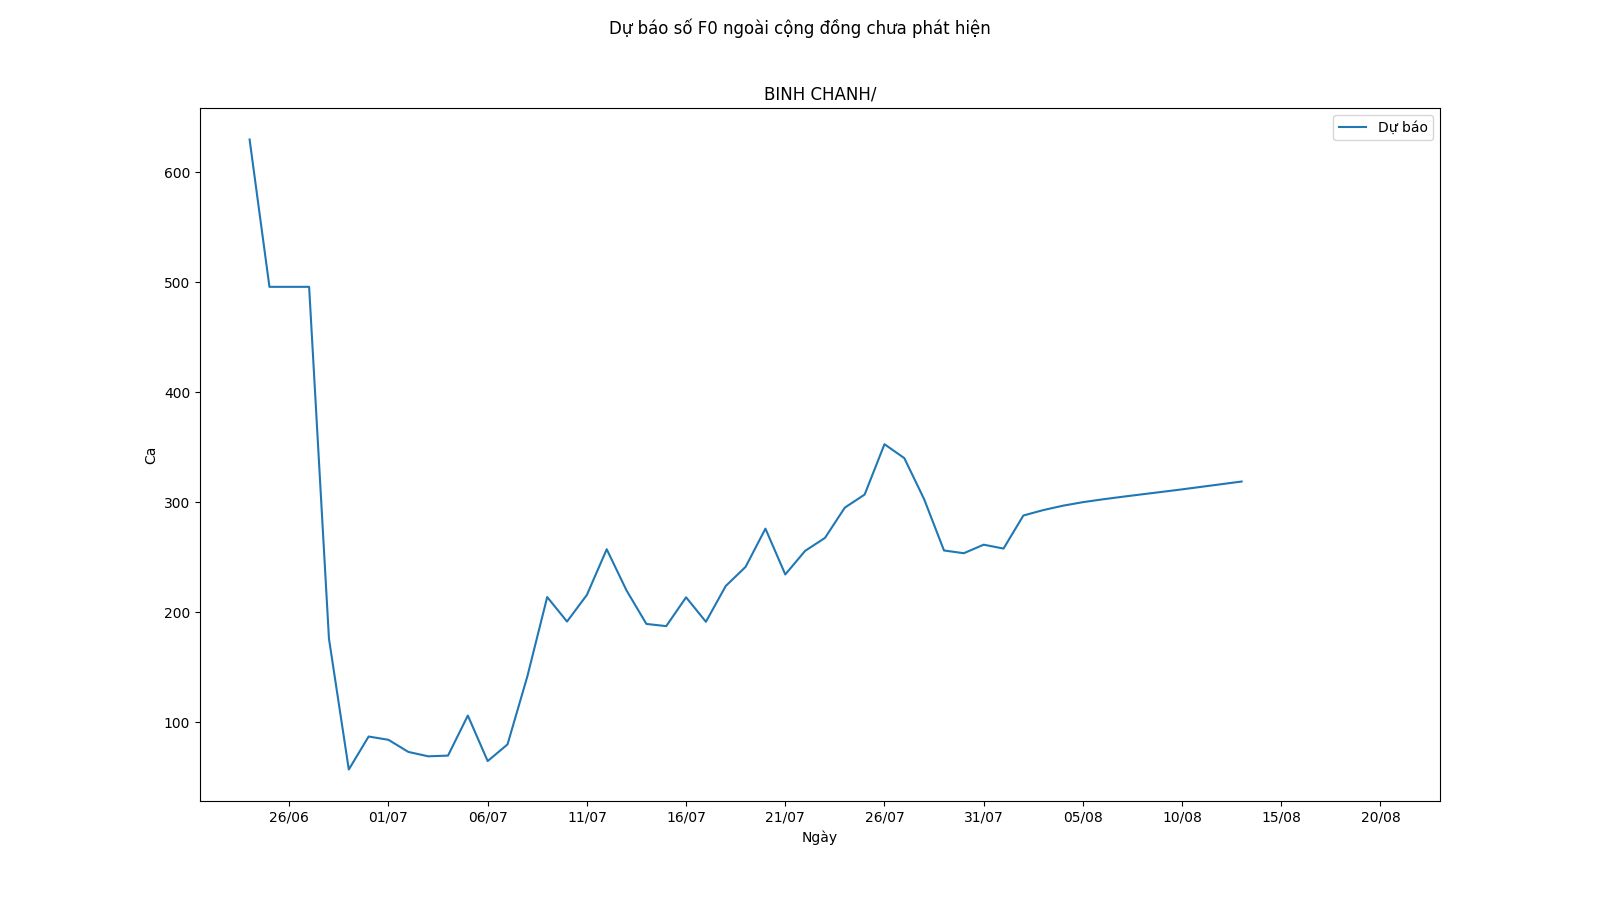 Dự báo số F0 ngoài cộng đồng chưa phát hiện
BINH CHANH/
Dự báo
600
500
400
300
200
100
Ca
26/06 01/07 06/07 11/07 16/07 21/07 26/07 31/07 05/08 10/08 15/08 20/08
Ngày